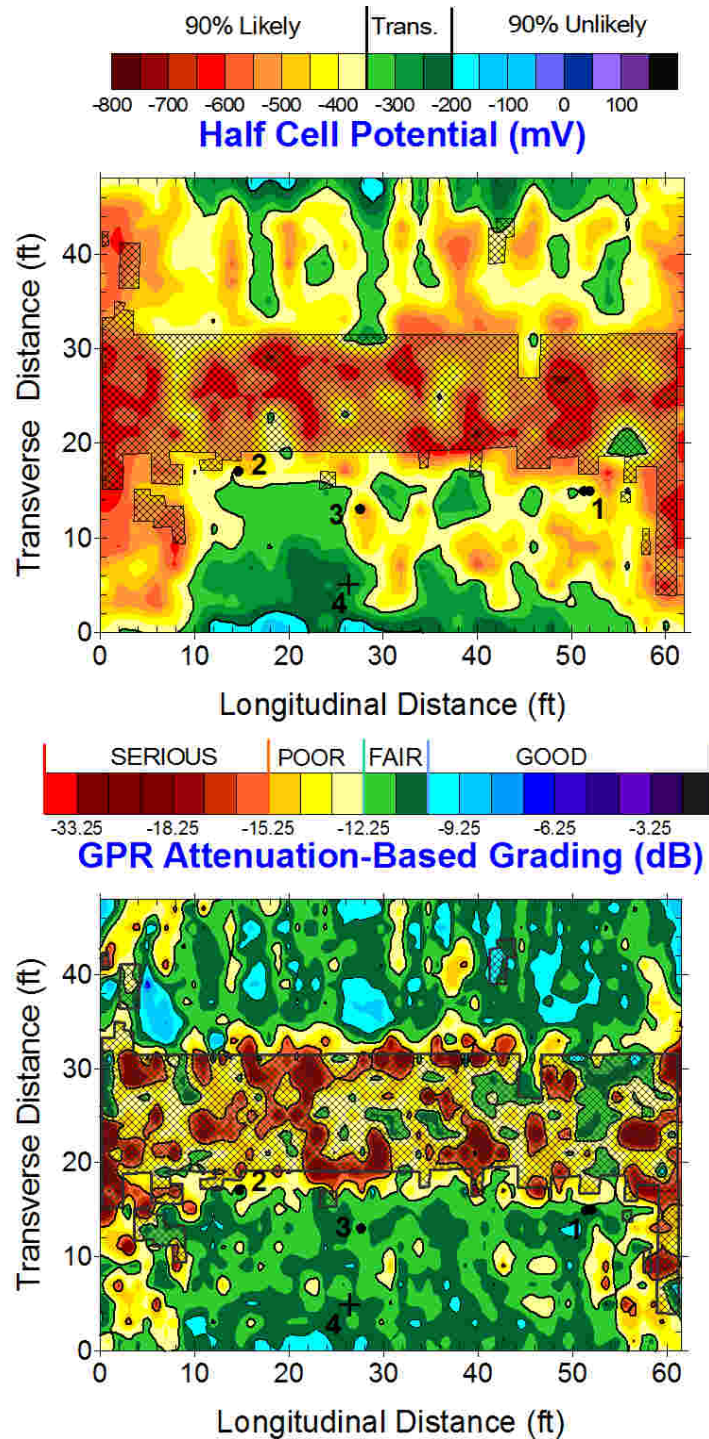 90% Likely Trans. 90% Unlikely
-800 -700 -600 -500 -400 -300 -200 -100 0 100
Half Cell Potential (mV)
Transverse Distance (ft)
40
30
20
10
0
2
3
1
4
0 10 20 30 40 50 60
Longitudinal Distance (ft)
SERIOUS POOR FAIR GOOD
-33.25 -18.25 -15.25 -12.25 -9.25 -6.25 -3.25
GPR Attenuation-Based Grading (dB)
Transverse Distance (ft)
40
30
20
10
0
2
3
1
4
0 10 20 30 40 50 60
Longitudinal Distance (ft)